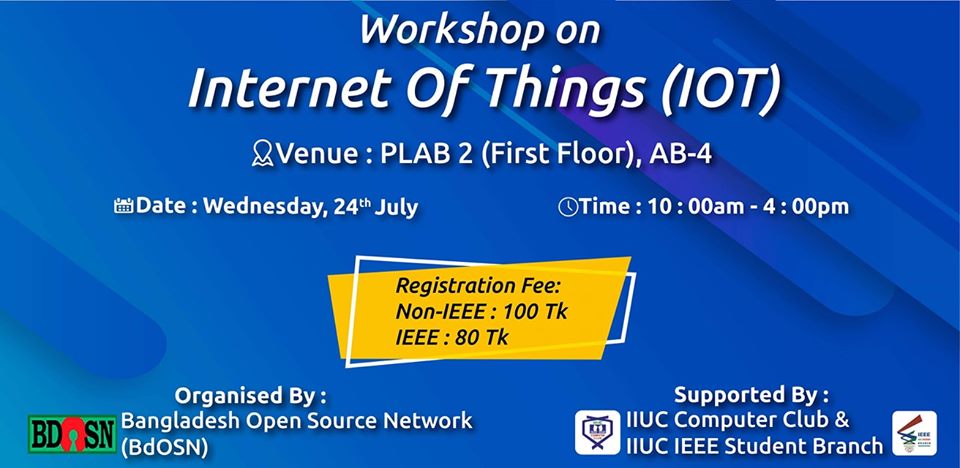 Workshop on
Internet Of Things (IOT)
Venue : PLAB 2 (First Floor), AB-4
Date : Wednesday, 24th July
Time : 10 : 00am - 4 : 00pm
Registration Fee:
Non-IEEE : 100 Tk
IEEE : 80 Tk
Organised By :
BDOSN
Bangladesh Open Source Network
(BdOSN)
Supported By :
IIUC Computer Club &
IIUC IEEE Student Branch
IEEE